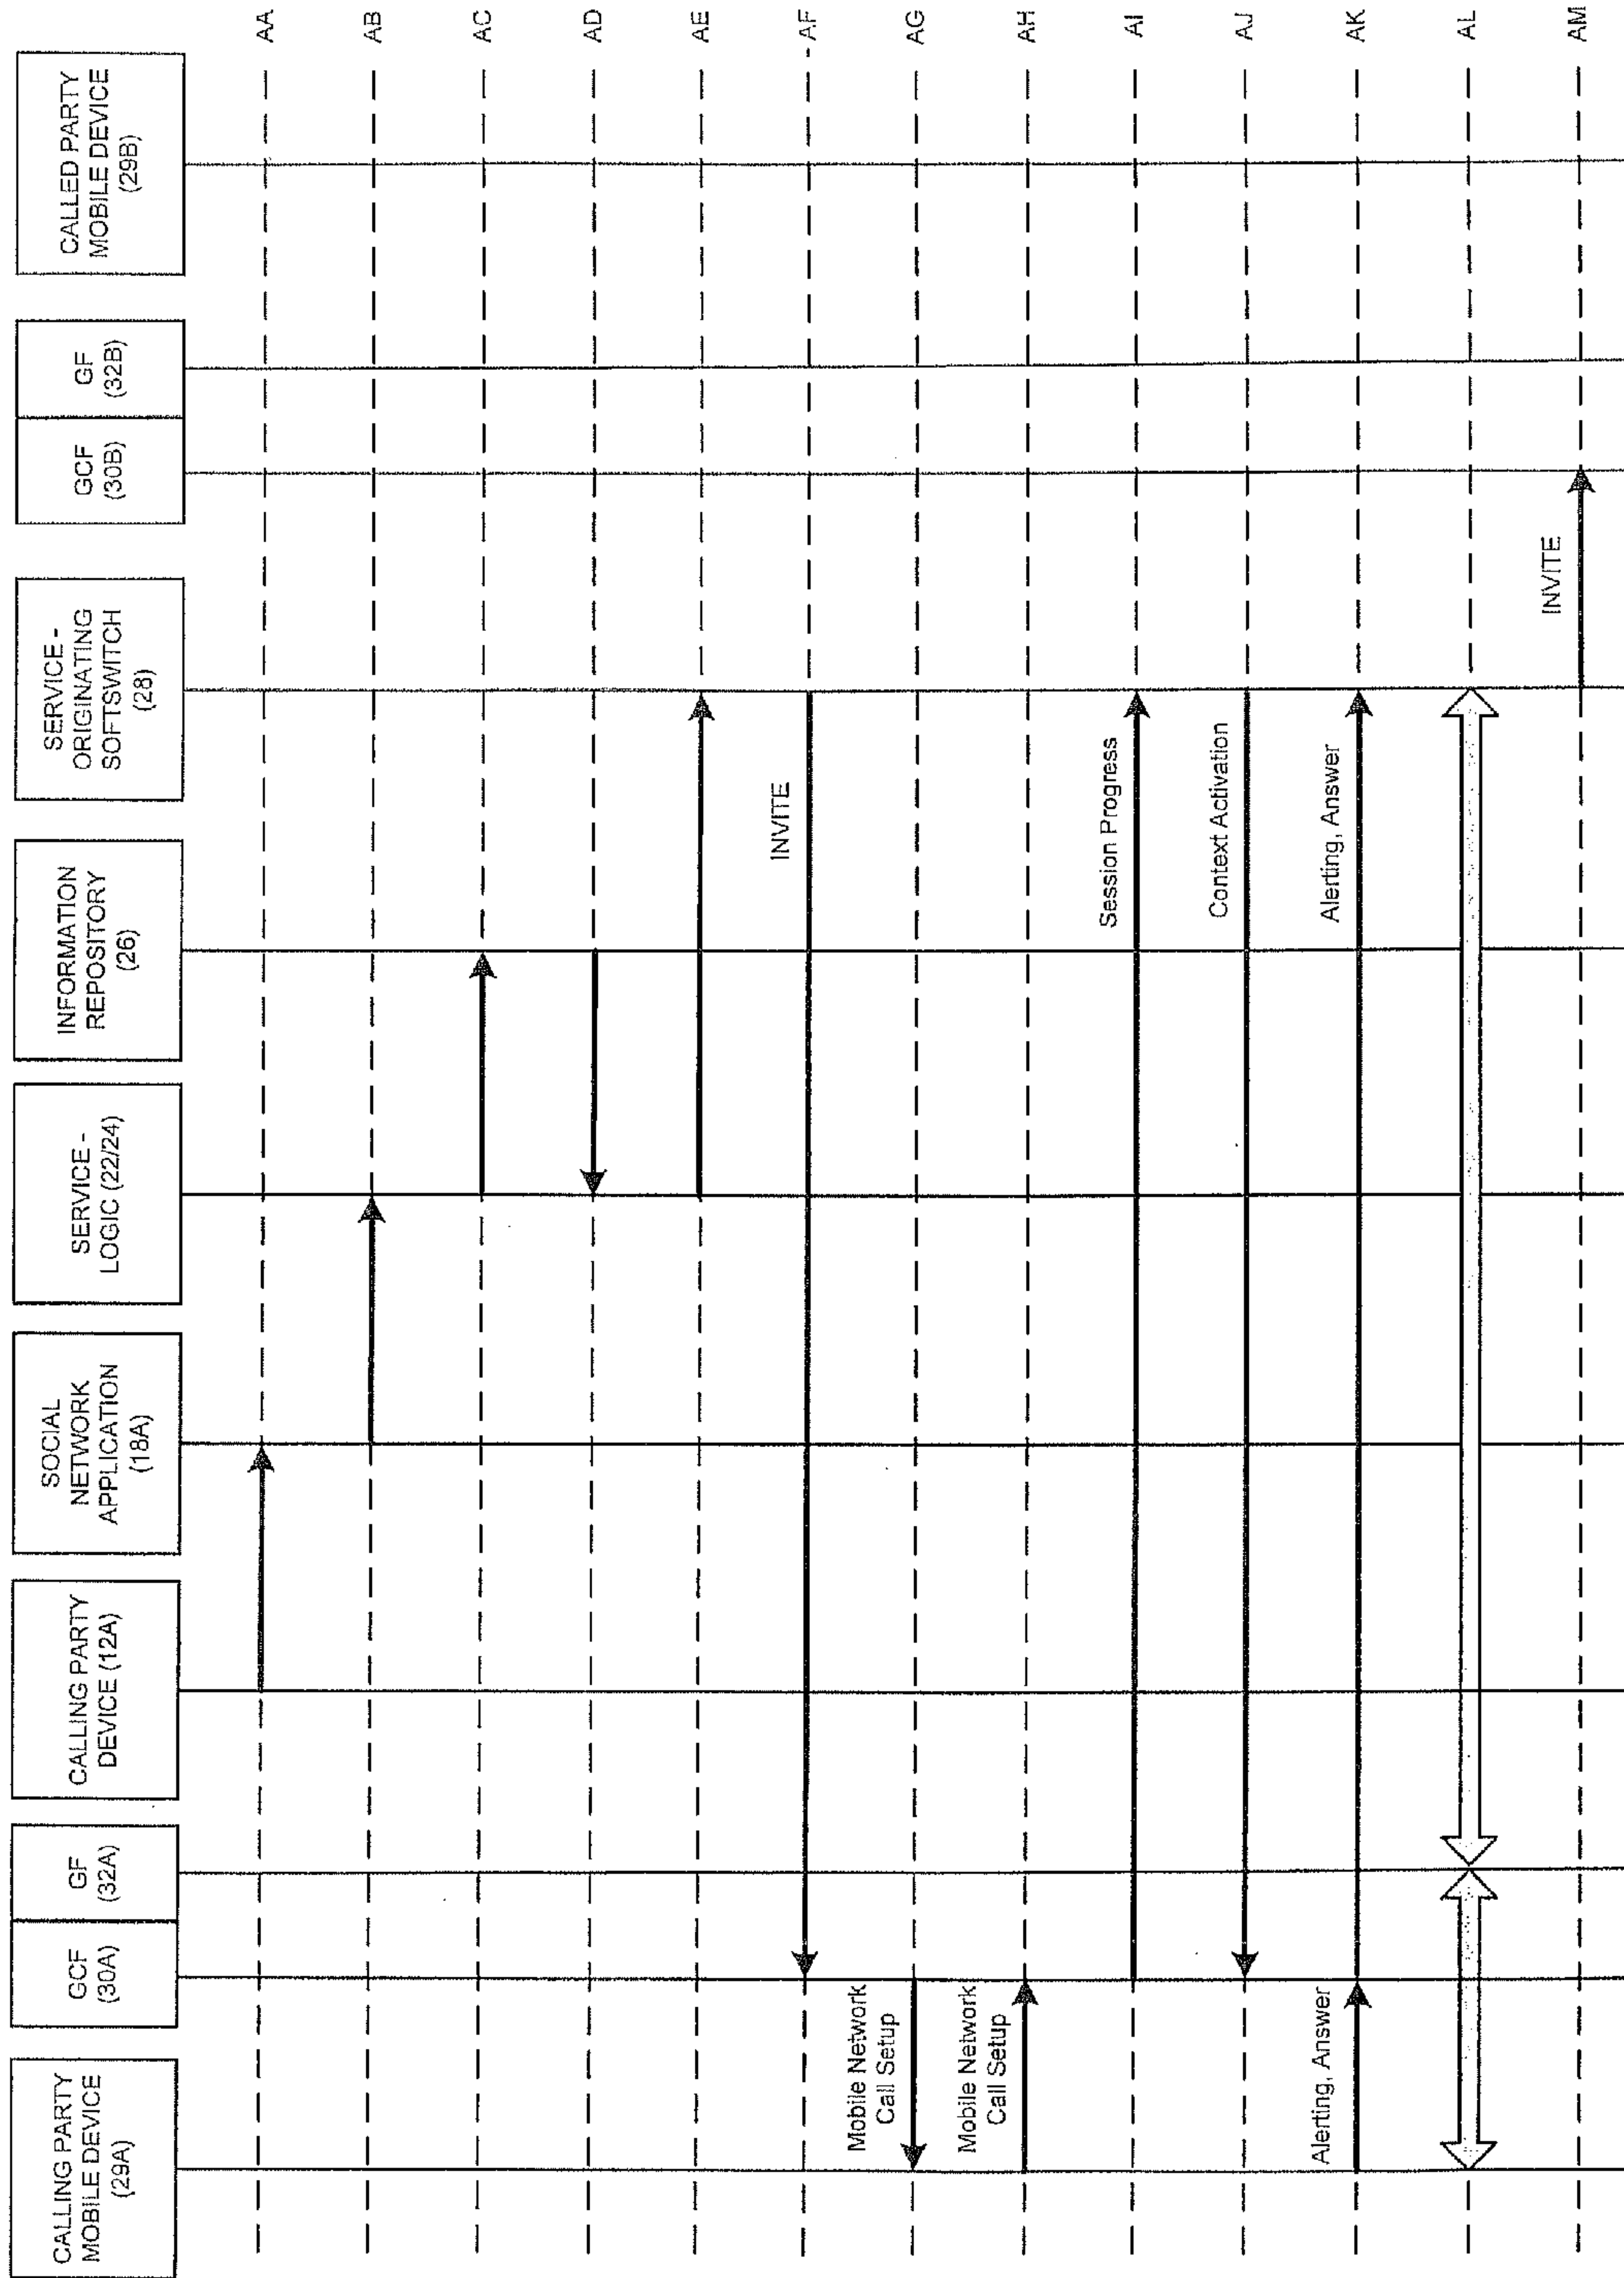 CALLING PARTY
MOBILE DEVICE
(29A)
GCF
(30A)
GF
(32A)
CALLING PARTY
DEVICE (12A)
SOCIAL
NETWORK
APPLICATION
(18A)
SERVICE -
LOGIC (22/24)
INFORMATION
REPOSITORY
(26)
SERVICE -
ORIGINATING
SOFTSWITCH
(28)
GCF
(30B)
GF
(32B)
CALLED PARTY
MOBILE DEVICE
(29B)
AA
AB
AC
AD
AE
INVITE
AF
Mobile Network
Call Setup
AG
Mobile Network
Call Setup
AH
Session Progress
AI
Context Activation
AJ
Alerting, Answer
Alerting, Answer
AK
AL
INVITE
AM